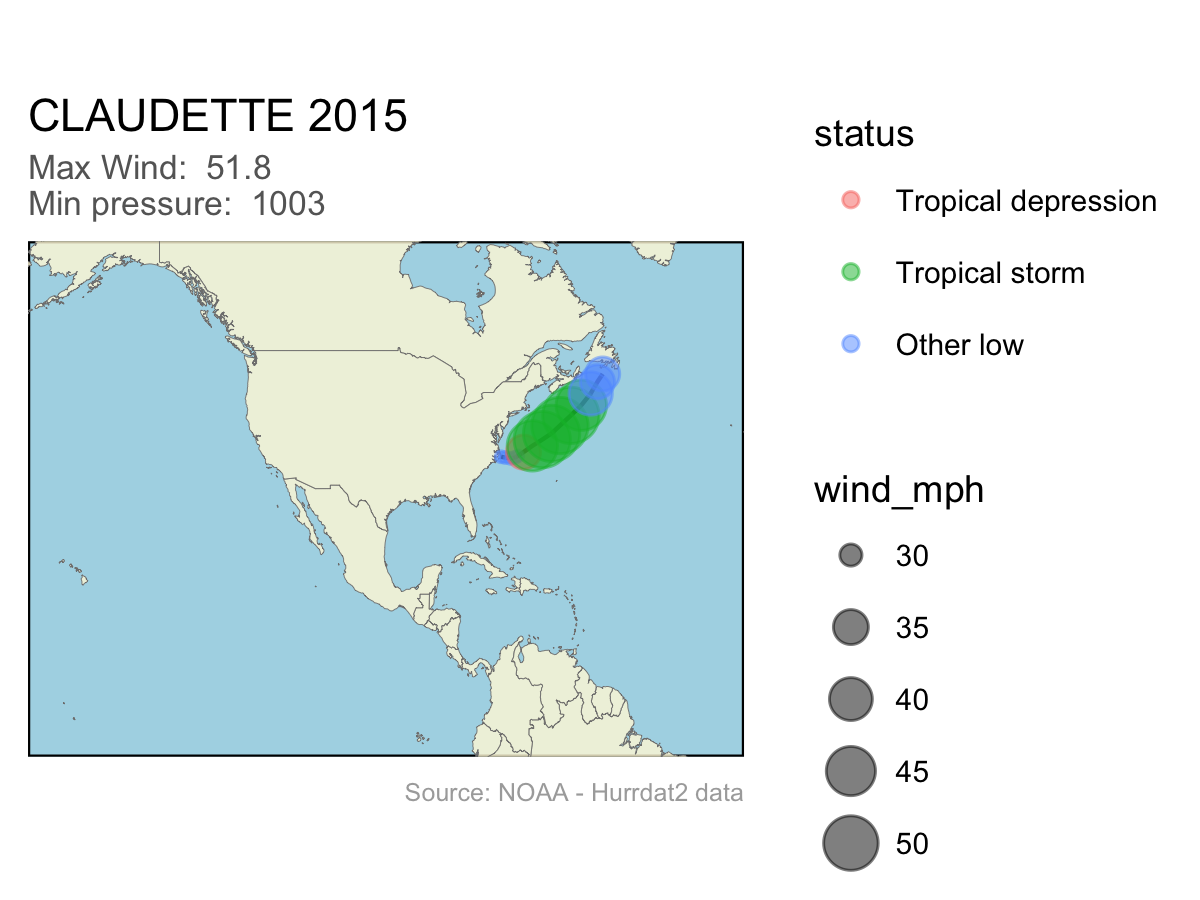 CLAUDETTE 2015
Max Wind:  51.8
Min pressure:  1003
status
Tropical depression
Tropical storm
Other low
wind_mph
30
35
40
45
50
Source: NOAA - Hurrdat2 data